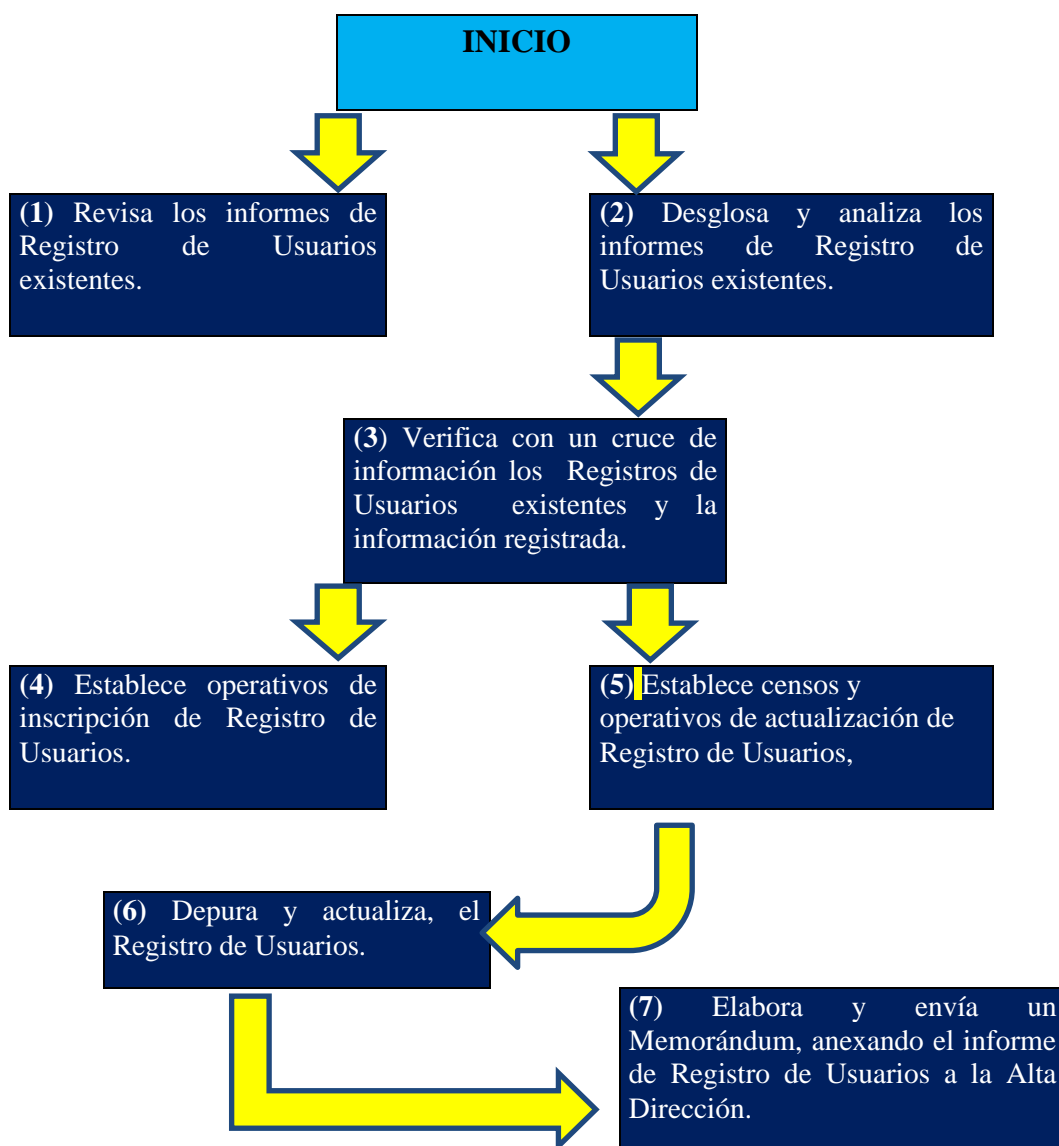 INICIO
(1) Revisa los informes de
Registro de Usuarios
existentes.
(2) Desglosa y analiza los
informes de Registro de
Usuarios existentes.
(3) Verifica con un cruce de
información los Registros de
Usuarios existentes y la
información registrada.
(4) Establece operativos de
inscripción de Registro de
Usuarios.
(5) Establece censos y
operativos de actualización de
Registro de Usuarios,
(6) Depura y actualiza, el
Registro de Usuarios.
(7) Elabora y envía un
Memorándum, anexando el informe
de Registro de Usuarios a la Alta
Dirección.